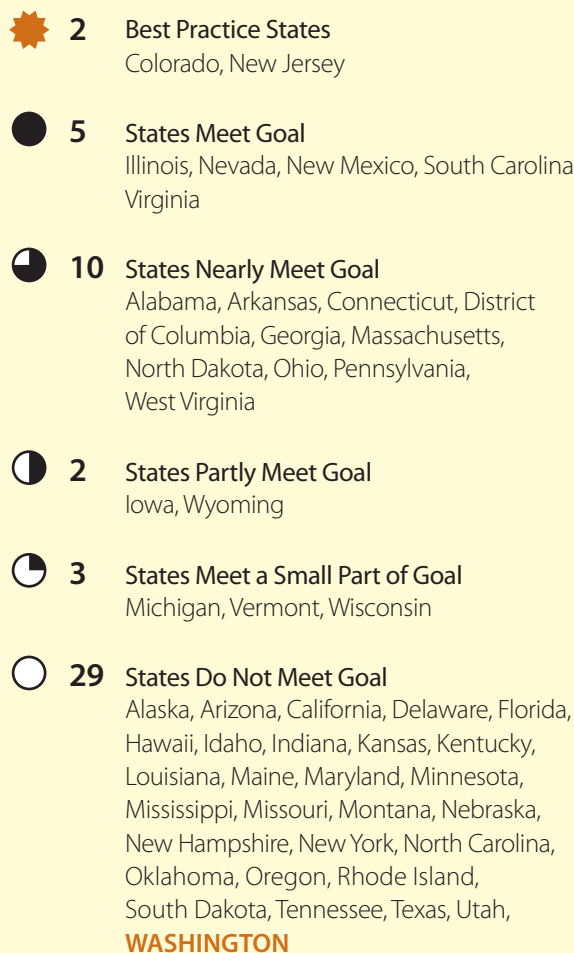 2 Best Practice States
Colorado, New Jersey
5 States Meet Goal
Illinois, Nevada, New Mexico, South Carolina
Virginia
10 States Nearly Meet Goal
Alabama, Arkansas, Connecticut, District
of Columbia, Georgia, Massachusetts,
North Dakota, Ohio, Pennsylvania,
West Virginia
2 States Partly Meet Goal
Iowa, Wyoming
3 States Meet a Small Part of Goal
Michigan, Vermont, Wisconsin
29 States Do Not Meet Goal
Alaska, Arizona, California, Delaware, Florida,
Hawaii, Idaho, Indiana, Kansas, Kentucky,
Louisiana, Maine, Maryland, Minnesota,
Mississippi, Missouri, Montana, Nebraska,
New Hampshire, New York, North Carolina,
Oklahoma, Oregon, Rhode Island,
South Dakota, Tennessee, Texas, Utah,
WASHINGTON